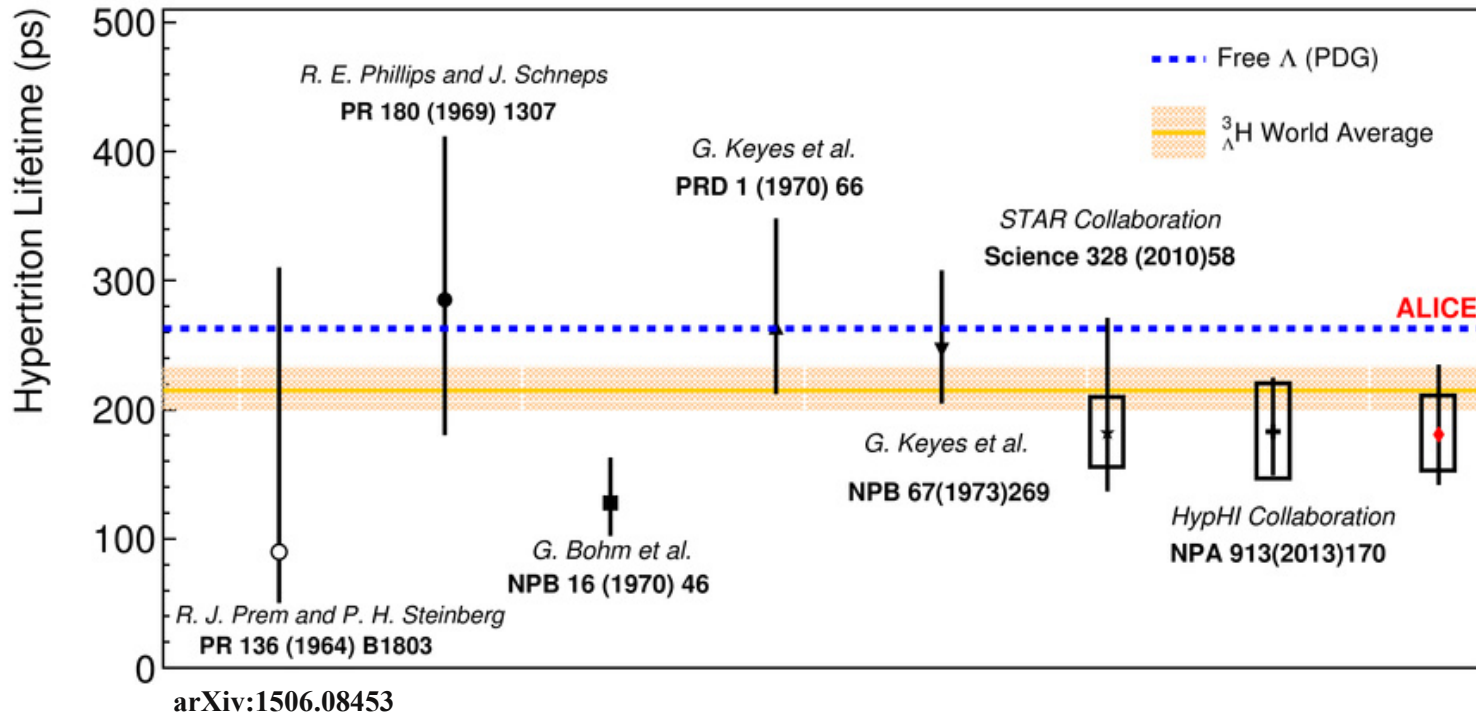 Hypertriton Lifetime (ps)
500
400
300
200
100
0
R. E. Phillips and J. Schneps
PR 180 (1969) 1307
Free Λ (PDG)
³ΛH World Average
G. Keyes et al.
PRD 1 (1970) 66
STAR Collaboration
Science 328 (2010)58
ALICE
G. Keyes et al.
NPB 67(1973)269
HypHI Collaboration
NPA 913(2013)170
G. Bohm et al.
NPB 16 (1970) 46
R. J. Prem and P. H. Steinberg
PR 136 (1964) B1803
arXiv:1506.08453